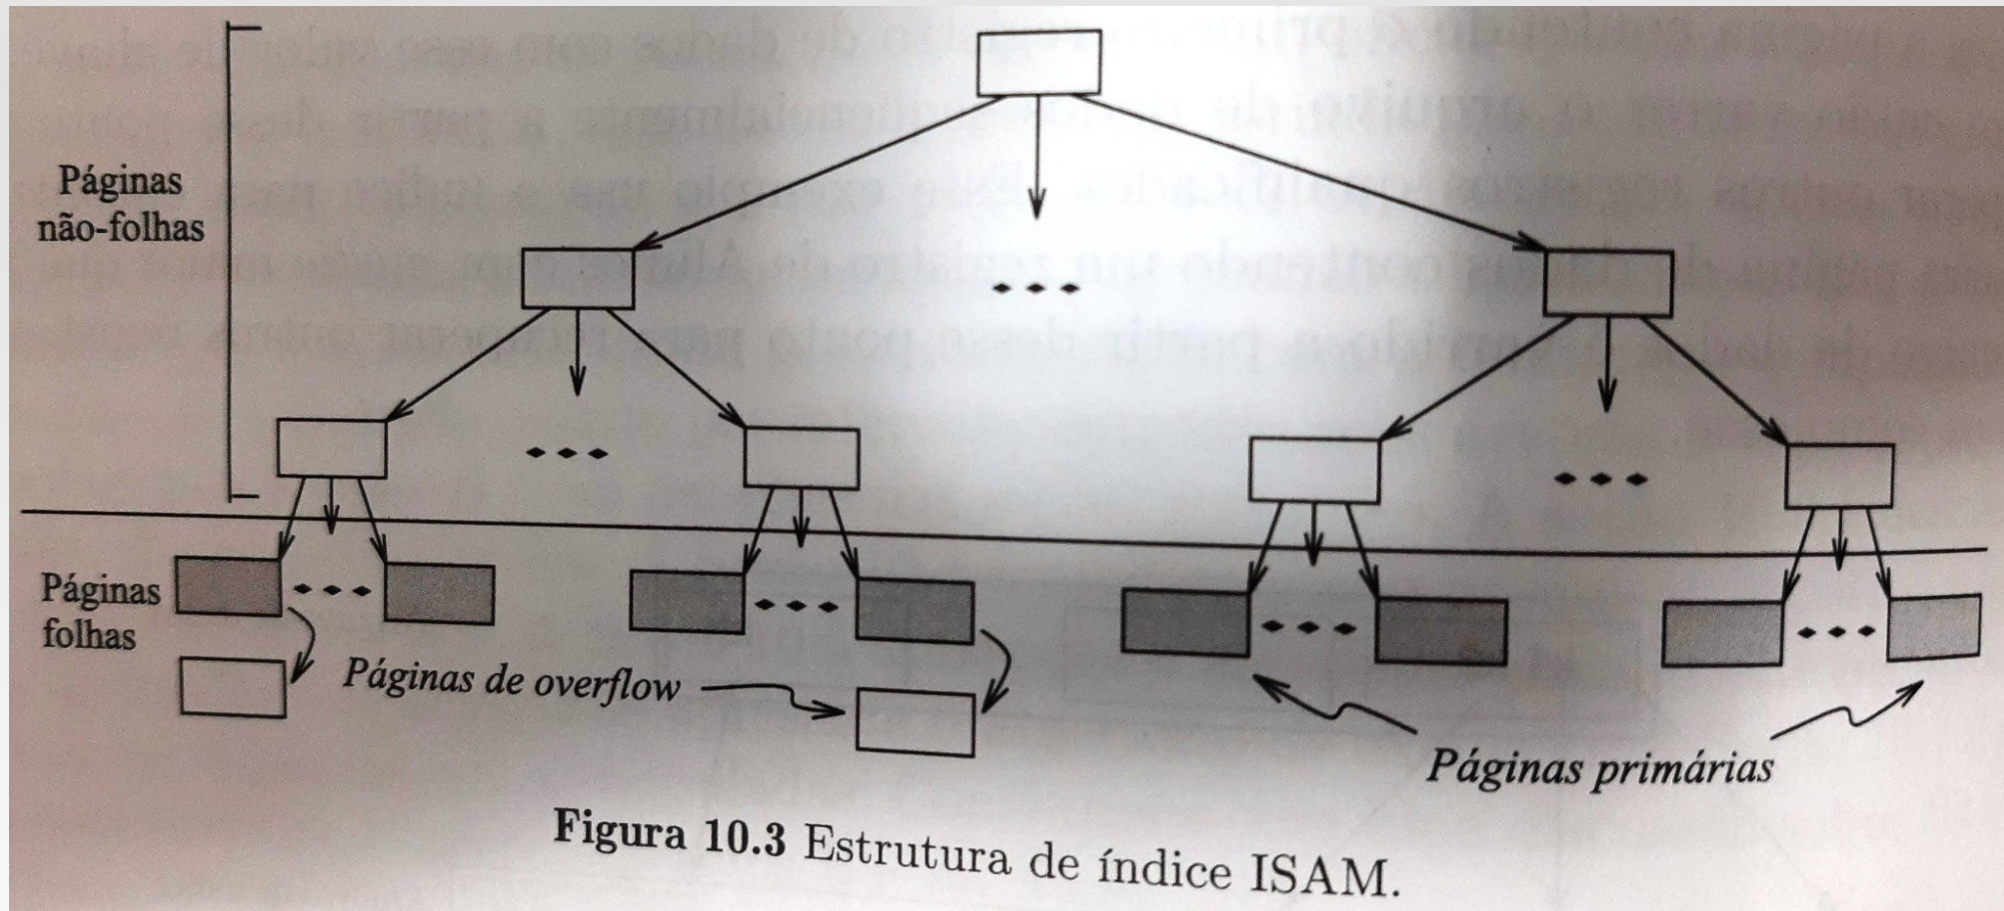 Páginas
não-folhas
Páginas
folhas
Páginas de overflow
Páginas primárias
Figura 10.3 Estrutura de índice ISAM.